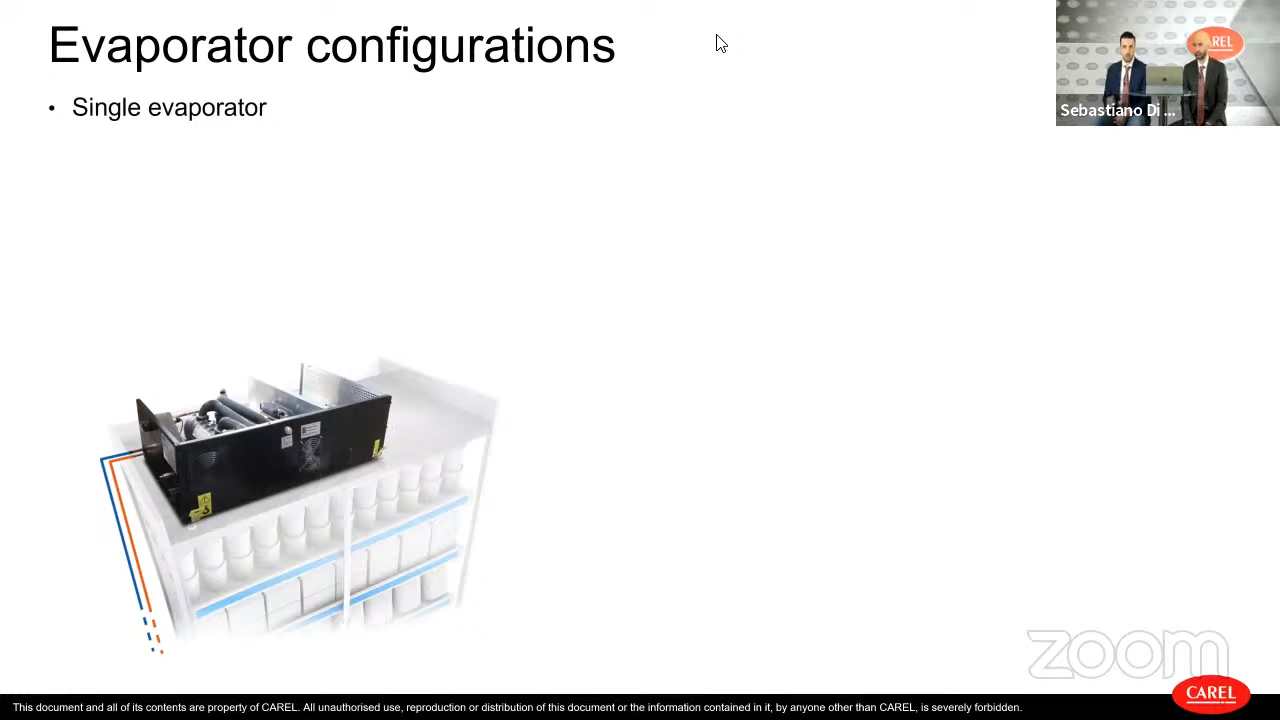 Evaporator configurations
• Single evaporator
CAREL
Sebastiano Di ...
zoom
CAREL
This document and all of its contents are property of CAREL. All unauthorised use, reproduction or distribution of this document or the information contained in it, by anyone other than CAREL, is severely forbidden.